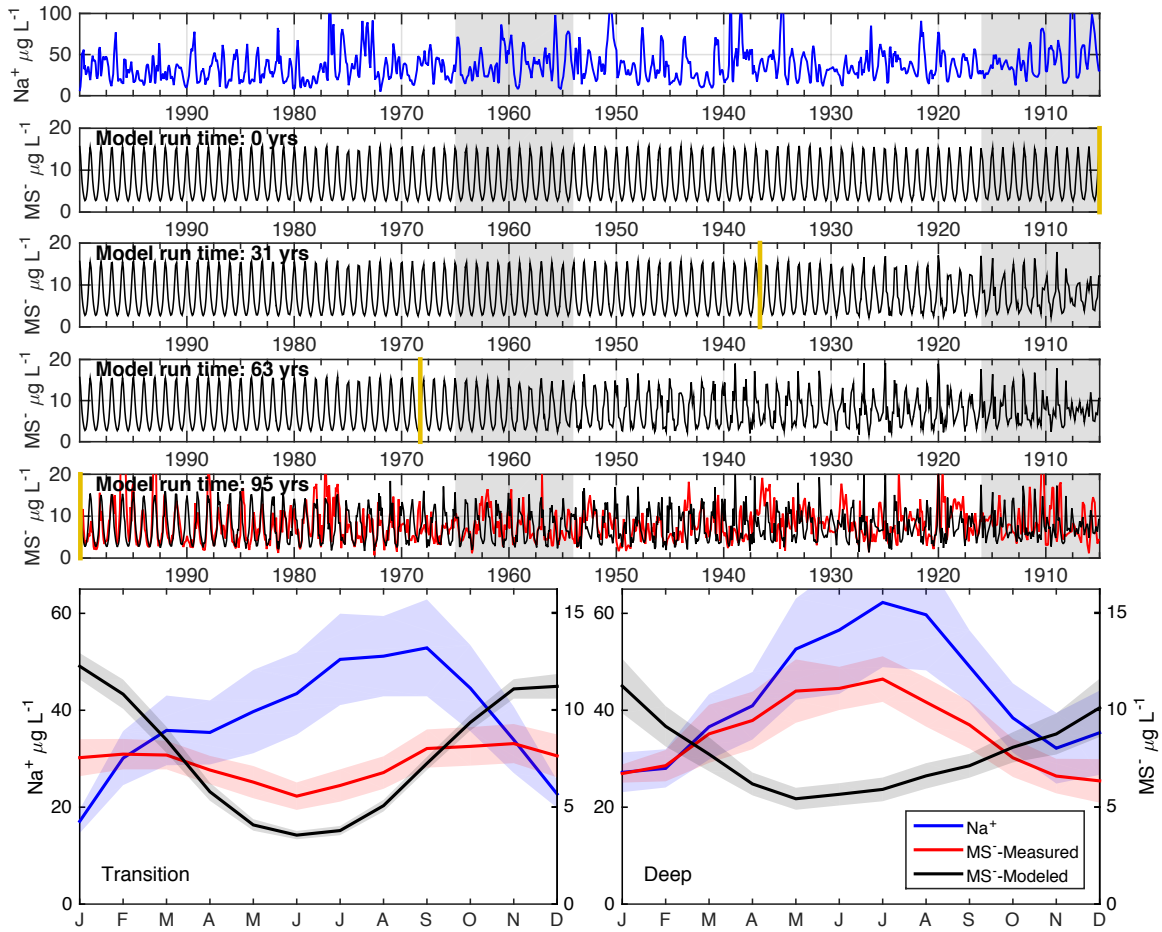 100
50
0
Na⁺ µg L⁻¹
1990 1980 1970 1960 1950 1940 1930 1920 1910
Model run time: 0 yrs
20
10
0
MS⁻ µg L⁻¹
1990 1980 1970 1960 1950 1940 1930 1920 1910
Model run time: 31 yrs
20
10
0
MS⁻ µg L⁻¹
1990 1980 1970 1960 1950 1940 1930 1920 1910
Model run time: 63 yrs
20
10
0
MS⁻ µg L⁻¹
1990 1980 1970 1960 1950 1940 1930 1920 1910
Model run time: 95 yrs
20
10
0
MS⁻ µg L⁻¹
1990 1980 1970 1960 1950 1940 1930 1920 1910
60
40
20
0
Na⁺ µg L⁻¹
15
10
5
0
Transition
J F M A M J J A S O N D
60
40
20
0
15
10
5
0
MS⁻ µg L⁻¹
Deep
Na⁺
MS⁻-Measured
MS⁻-Modeled
J F M A M J J A S O N D